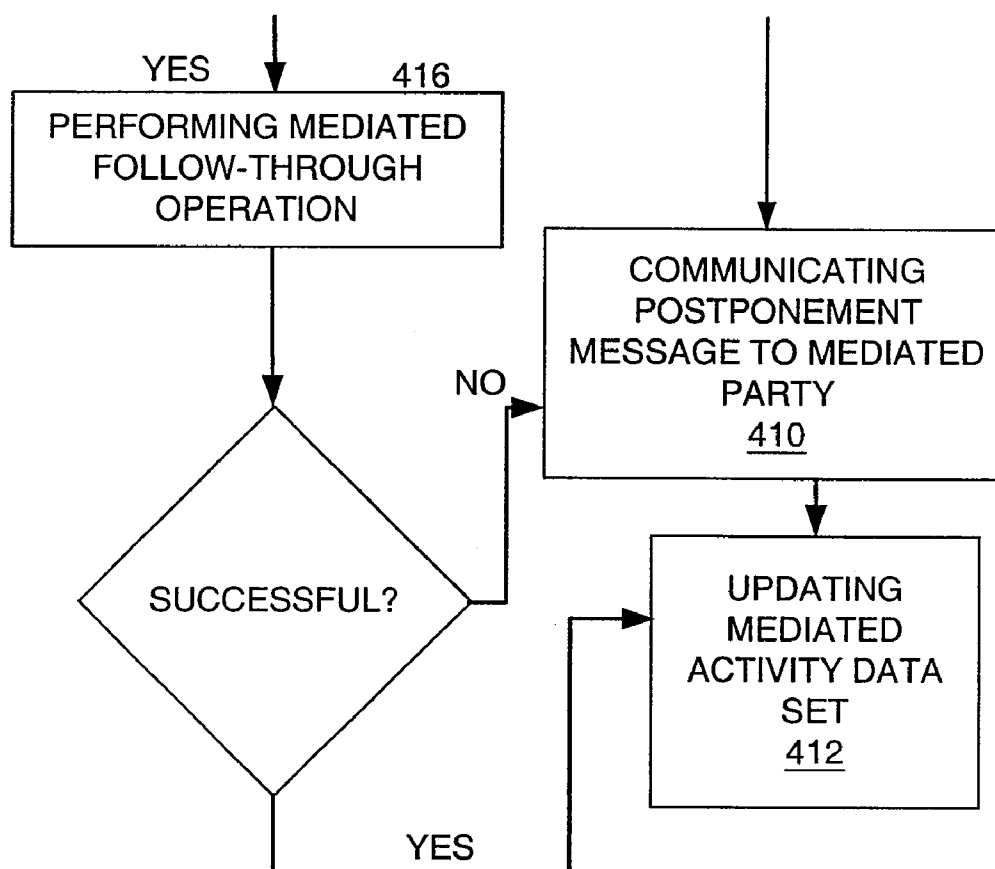 YES
416
PERFORMING MEDIATED
FOLLOW-THROUGH
OPERATION
COMMUNICATING
POSTPONEMENT
MESSAGE TO MEDIATED
PARTY
410
NO
SUCCESSFUL?
UPDATING
MEDIATED
ACTIVITY DATA
SET
412
YES